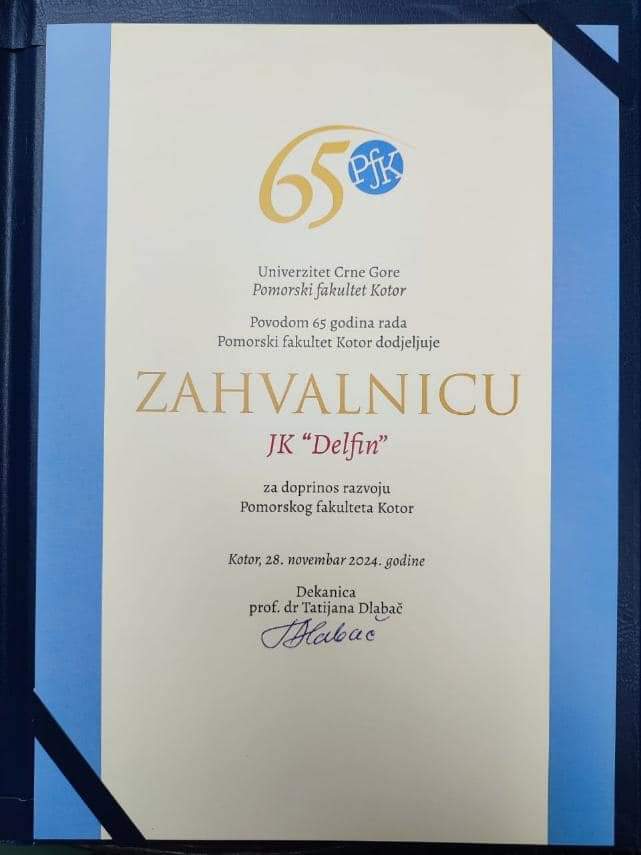 65 PfK
Univerzitet Crne Gore
Pomorski fakultet Kotor
Povodom 65 godina rada
Pomorski fakultet Kotor dodjeljuje
ZAHVALNICU
JK “Delfin”
za doprinos razvoju
Pomorskog fakulteta Kotor
Kotor, 28. novembar 2024. godine
Dekanica
prof. dr Tatijana Dlabač
TDlabač